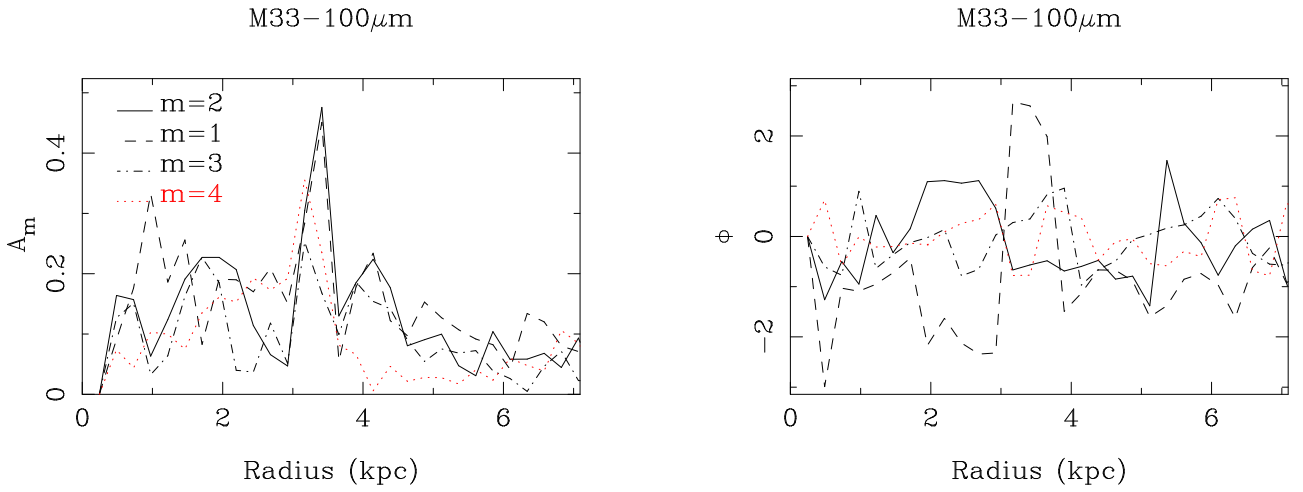 M33-100μm
m=2
m=1
m=3
m=4
A_m
0.4
0.2
0
0
2
4
6
Radius (kpc)
M33-100μm
ϕ
2
0
-2
0
2
4
6
Radius (kpc)